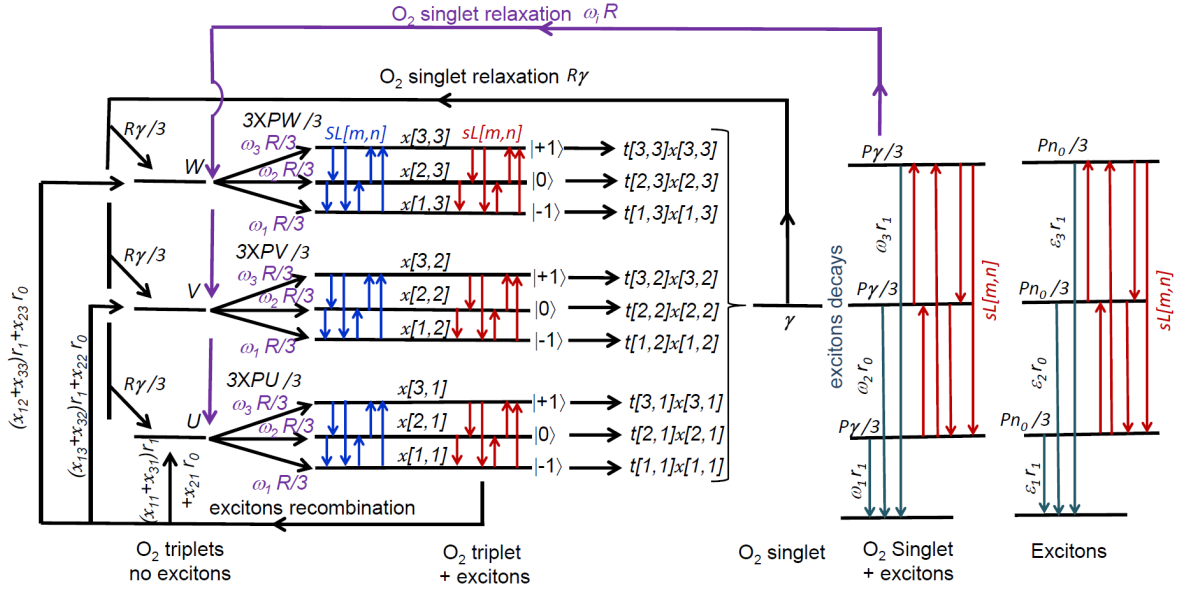 O₂ singlet relaxation ωᵢ R
O₂ singlet relaxation Rγ
Rγ/3
W
3XPW/3
ω₃ R/3
ω₂ R/3
ω₁ R/3
SL[m,n]
x[3,3]
x[2,3]
x[1,3]
sL[m,n]
|+1⟩
|0⟩
|-1⟩
t[3,3]x[3,3]
t[2,3]x[2,3]
t[1,3]x[1,3]
Rγ/3
V
3XPV/3
ω₃ R/3
ω₂ R/3
ω₁ R/3
x[3,2]
x[2,2]
x[1,2]
|+1⟩
|0⟩
|-1⟩
t[3,2]x[3,2]
t[2,2]x[2,2]
t[1,2]x[1,2]
Rγ/3
U
3XPU/3
ω₃ R/3
ω₂ R/3
ω₁ R/3
x[3,1]
x[2,1]
x[1,1]
|+1⟩
|0⟩
|-1⟩
t[3,1]x[3,1]
t[2,1]x[2,1]
t[1,1]x[1,1]
(x₁₂+x₃₃)r₁+x₂₃ r₀
(x₁₃+x₃₂)r₁+x₂₂ r₀
(x₁₁+x₃₁)r₁
+x₂₁ r₀
excitons recombination
γ
excitons decays
Pγ/3
Pγ/3
Pγ/3
ω₃ r₁
ω₂ r₀
ω₁ r₁
sL[m,n]
Pn₀/3
Pn₀/3
Pn₀/3
ε₃ r₁
ε₂ r₀
ε₁ r₁
sL[m,n]
O₂ triplets
no excitons
O₂ triplet
+ excitons
O₂ singlet
O₂ Singlet
+ excitons
Excitons